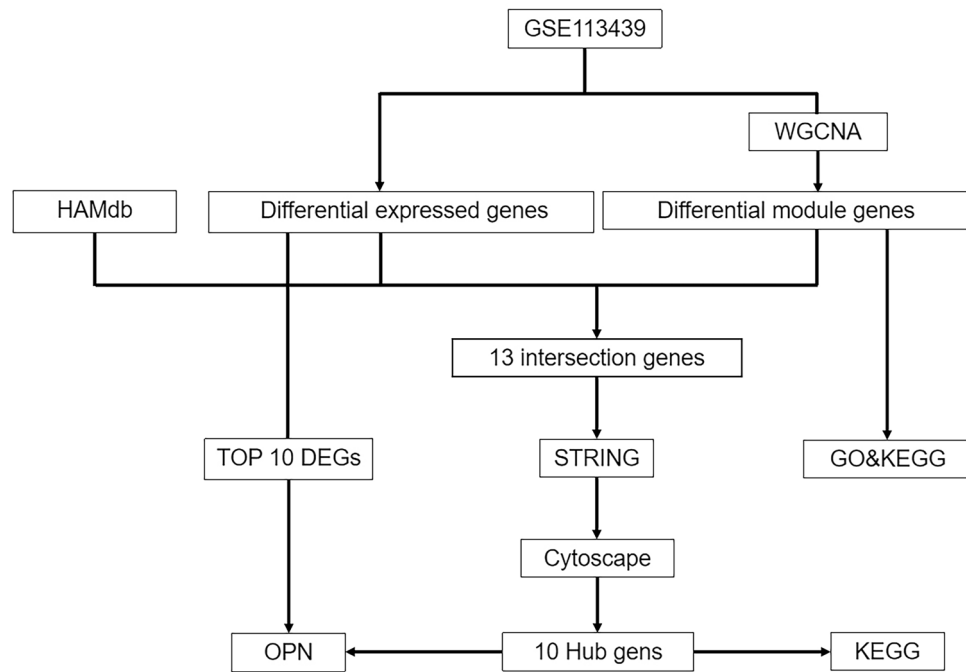 GSE113439
WGCNA
HAMdb
Differential expressed genes
Differential module genes
13 intersection genes
TOP 10 DEGs
STRING
GO&KEGG
Cytoscape
OPN
10 Hub gens
KEGG